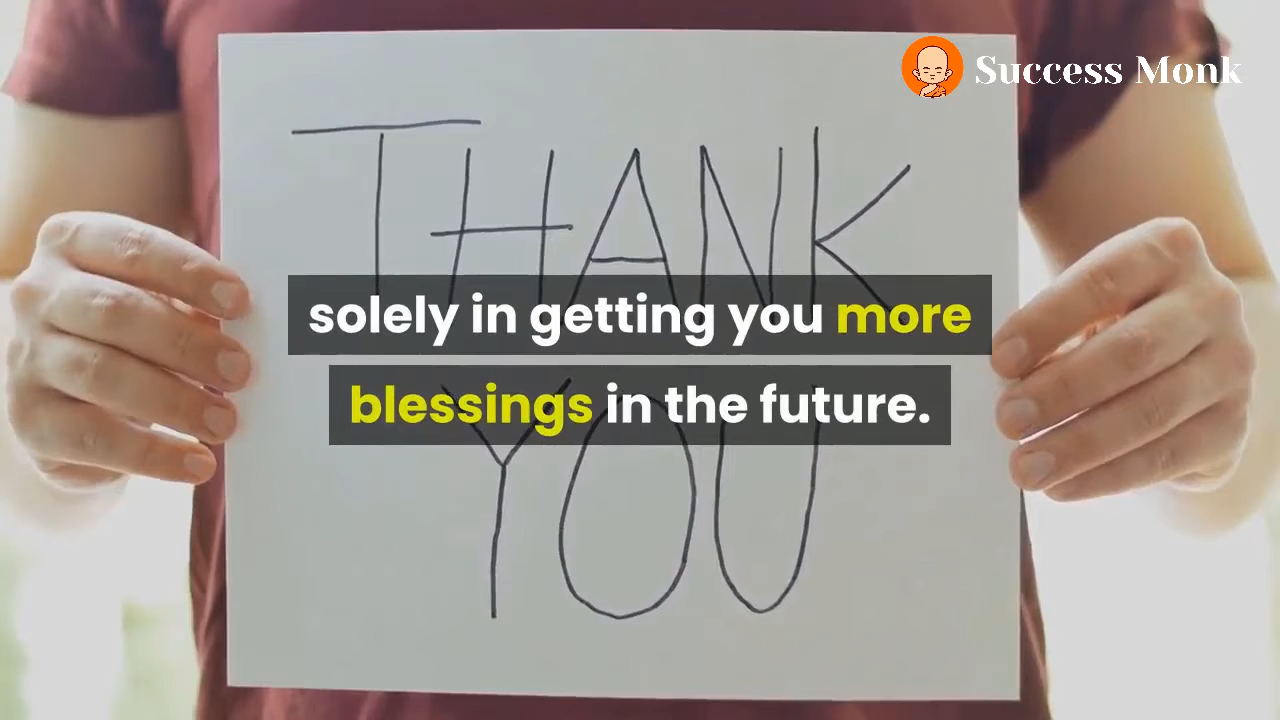 Success Monk
THANK
solely in getting you more
blessings in the future.
YOU